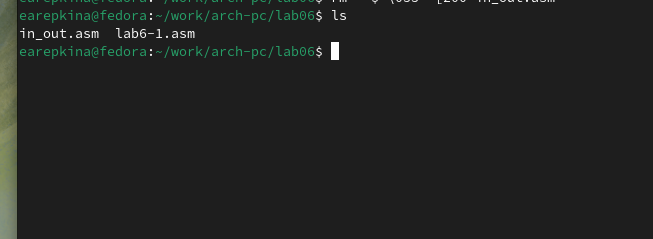 earepkina@fedora:~/work/arch-pc/lab06$ ls
in_out.asm  lab6-1.asm
earepkina@fedora:~/work/arch-pc/lab06$